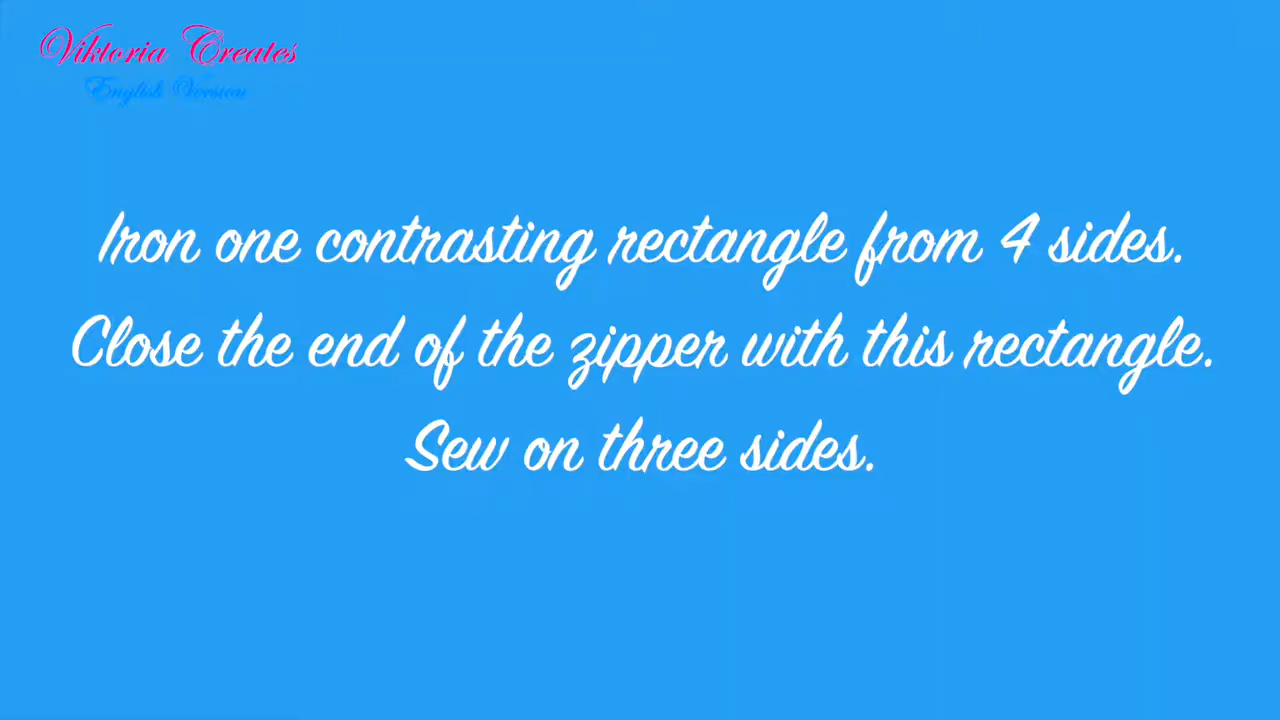 Viktoria Creates
English Version
Iron one contrasting rectangle from 4 sides.
Close the end of the zipper with this rectangle.
Sew on three sides.